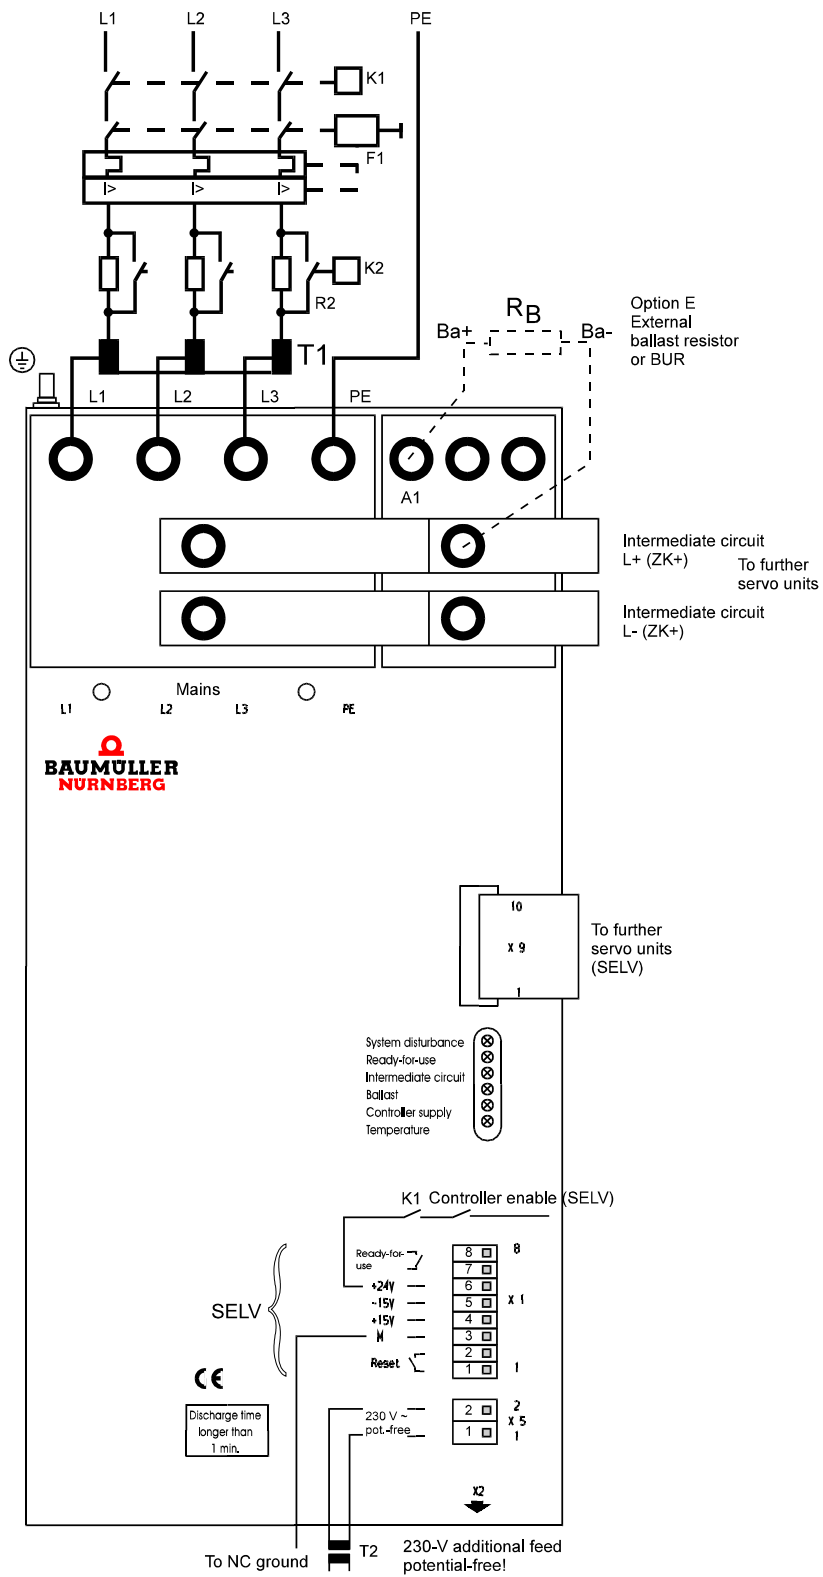 L1 L2 L3 PE
K1
F1
I> I> I>
K2
R2
T1
Ba+ RB Ba-
Option E
External
ballast resistor
or BUR
L1 L2 L3 PE
A1
Intermediate circuit
L+ (ZK+)
To further
servo units
Intermediate circuit
L- (ZK+)
Mains
L1 L2 L3 PE
BAUMÜLLER
NÜRNBERG
10
X 9
1
To further
servo units
(SELV)
System disturbance
Ready-for-use
Intermediate circuit
Ballast
Controller supply
Temperature
K1 Controller enable (SELV)
Ready-for-
use
8 8
7
+24V 6
-15V 5 X 1
+15V 4
M 3
2
Reset 1 1
SELV
CE
Discharge time
longer than
1 min.
230 V ~
pot.-free
2 2
X 5
1 1
X2
To NC ground
T2
230-V additional feed
potential-free!